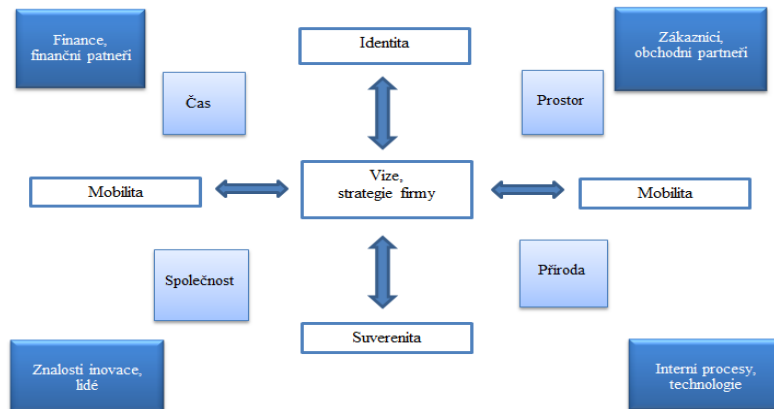 Finance,
finanční patneři
Identita
Zákazníci,
obchodní partneři
Čas
Prostor
Mobilita
Vize,
strategie firmy
Mobilita
Společnost
Příroda
Suverenita
Znalosti inovace,
lidé
Interní procesy,
technologie